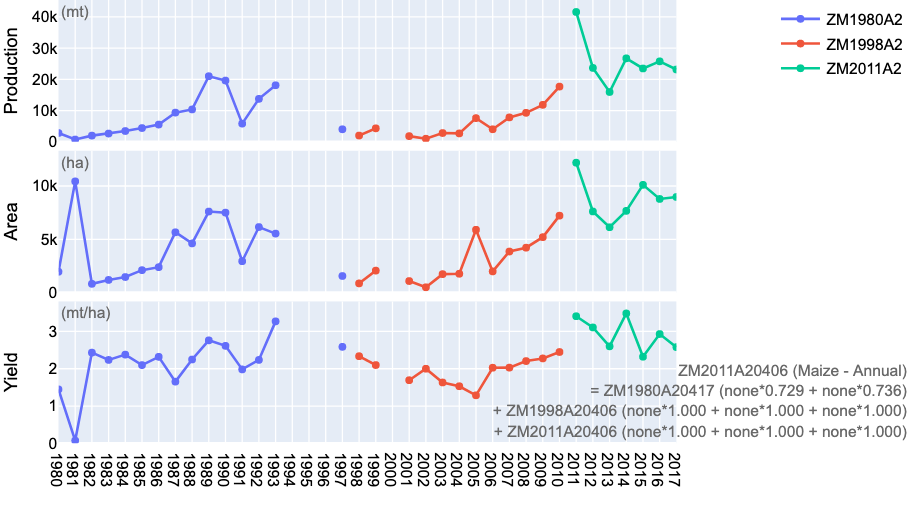 (mt)
40k
30k
20k
10k
0
Production
ZM1980A2
ZM1998A2
ZM2011A2
(ha)
10k
5k
0
Area
(mt/ha)
3
2
1
0
Yield
ZM2011A20406 (Maize - Annual)
= ZM1980A20417 (none*0.729 + none*0.736)
+ ZM1998A20406 (none*1.000 + none*1.000 + none*1.000)
+ ZM2011A20406 (none*1.000 + none*1.000 + none*1.000)
1980 1981 1982 1983 1984 1985 1986 1987 1988 1989 1990 1991 1992 1993 1994 1995 1996 1997 1998 1999 2000 2001 2002 2003 2004 2005 2006 2007 2008 2009 2010 2011 2012 2013 2014 2015 2016 2017